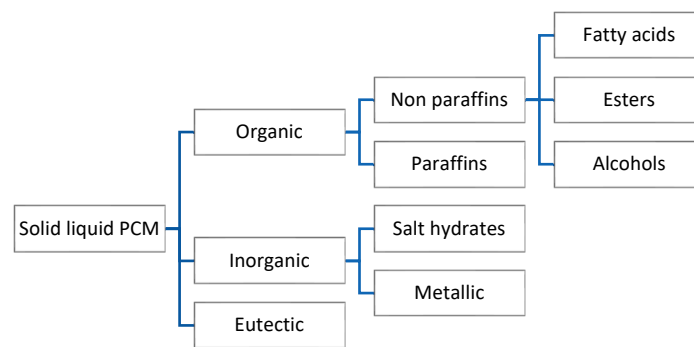 Fatty acids
Non paraffins
Esters
Organic
Paraffins
Alcohols
Solid liquid PCM
Salt hydrates
Inorganic
Metallic
Eutectic